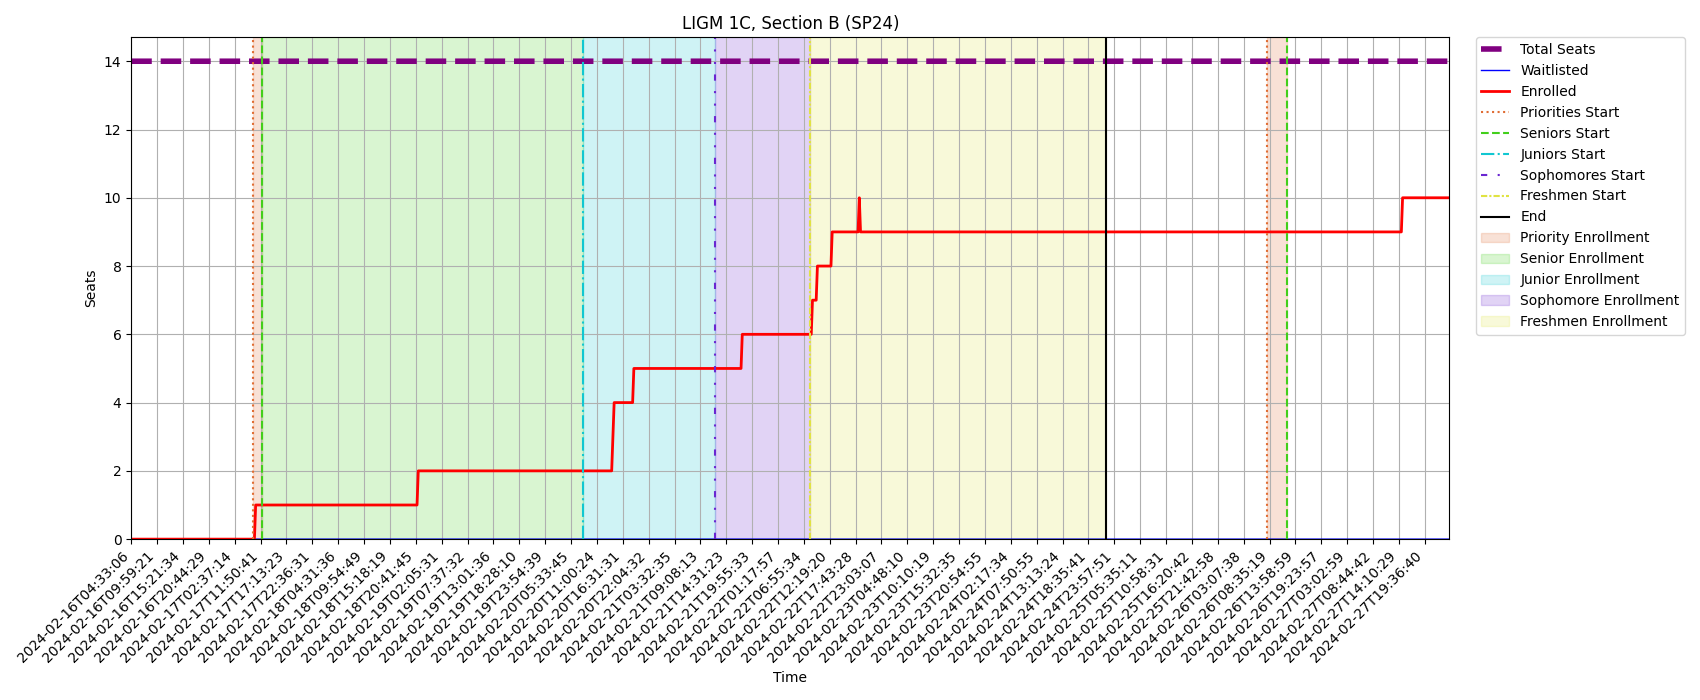 LIGM 1C, Section B (SP24)
Total Seats
Waitlisted
Enrolled
Priorities Start
Seniors Start
Juniors Start
Sophomores Start
Freshmen Start
End
Priority Enrollment
Senior Enrollment
Junior Enrollment
Sophomore Enrollment
Freshmen Enrollment
Seats
14
12
10
8
6
4
2
0
2024-02-16T04:33:06
2024-02-16T09:59:21
2024-02-16T15:21:34
2024-02-16T20:44:29
2024-02-17T02:37:14
2024-02-17T11:50:41
2024-02-17T17:13:23
2024-02-17T22:36:31
2024-02-18T04:31:36
2024-02-18T09:54:49
2024-02-18T15:18:19
2024-02-18T20:41:45
2024-02-19T02:05:31
2024-02-19T07:37:32
2024-02-19T13:01:36
2024-02-19T18:28:10
2024-02-19T23:54:39
2024-02-20T05:33:45
2024-02-20T11:00:24
2024-02-20T16:31:31
2024-02-20T22:04:32
2024-02-21T03:32:35
2024-02-21T09:08:13
2024-02-21T14:31:23
2024-02-21T19:55:33
2024-02-22T01:17:57
2024-02-22T06:55:34
2024-02-22T12:19:20
2024-02-22T17:43:28
2024-02-22T23:03:07
2024-02-23T04:48:10
2024-02-23T10:10:19
2024-02-23T15:32:35
2024-02-23T20:54:55
2024-02-24T02:17:34
2024-02-24T07:50:55
2024-02-24T13:13:24
2024-02-24T18:35:41
2024-02-24T23:57:51
2024-02-25T05:35:11
2024-02-25T10:58:31
2024-02-25T16:20:42
2024-02-25T21:42:58
2024-02-26T03:07:38
2024-02-26T08:35:19
2024-02-26T13:58:59
2024-02-26T19:23:57
2024-02-27T03:02:59
2024-02-27T08:44:42
2024-02-27T14:10:29
2024-02-27T19:36:40
Time